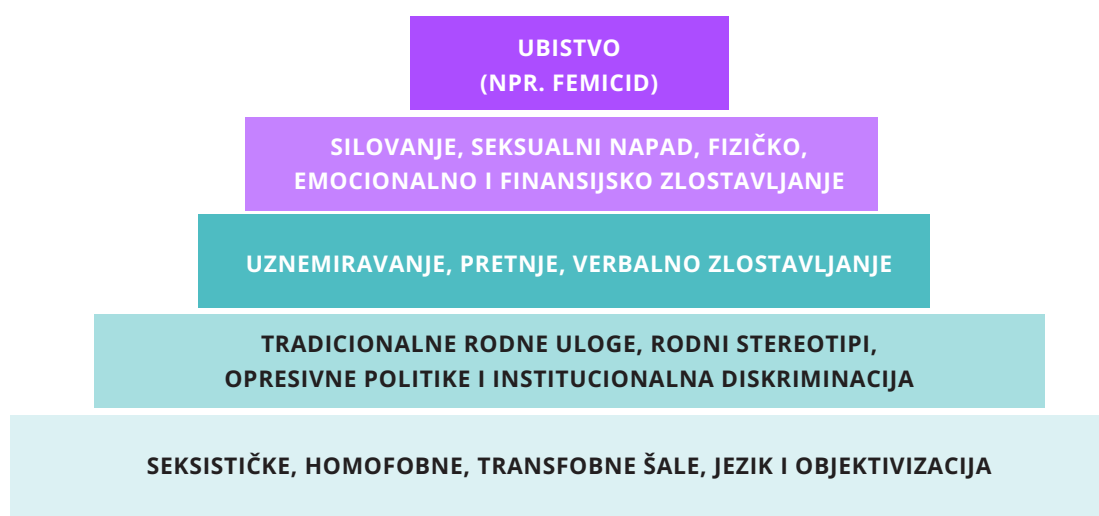 UBISTVO
(NPR. FEMICID)
SILOVANJE, SEKSUALNI NAPAD, FIZIČKO,
EMOCIONALNO I FINANSIJSKO ZLOSTAVLJANJE
UZNEMIRAVANJE, PRETNJE, VERBALNO ZLOSTAVLJANJE
TRADICIONALNE RODNE ULOGE, RODNI STEREOTIPI,
OPRESIVNE POLITIKE I INSTITUCIONALNA DISKRIMINACIJA
SEKSISTIČKE, HOMOFOBNE, TRANSFOBNE ŠALE, JEZIK I OBJEKTIVIZACIJA